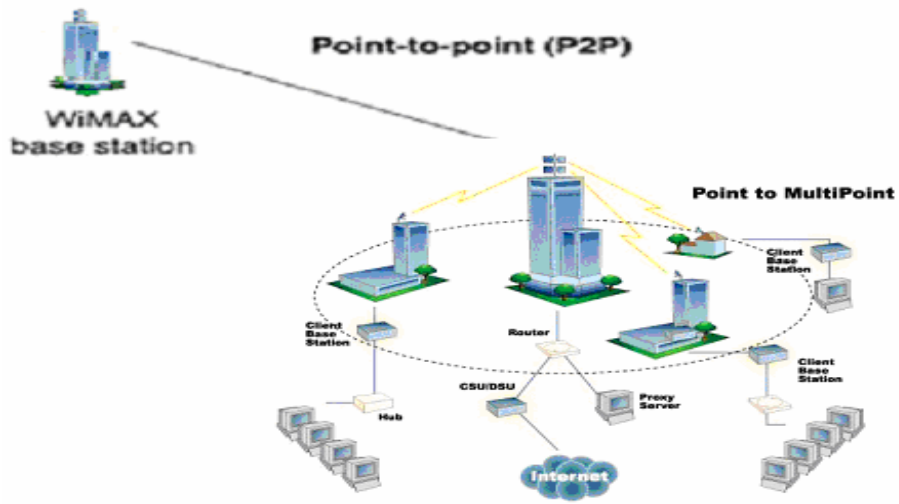 Point-to-point (P2P)
WiMAX
base station
Point to MultiPoint
Client
Base
Station
Client
Base
Station
Router
Client
Base
Station
CSU/DSU
Proxy
Server
Hub
Internet